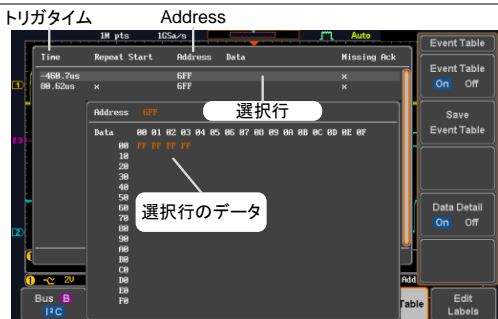 トリガタイム Address
1M pts 1GSa/s Auto
Event Table
Time Repeat Start Address Data Missing Ack
-460.7us 6FF x
80.62us x 6FF x
Event Table
On Off
選択行
Address 6FF
Save
Event Table
Data 00 01 02 03 04 05 06 07 08 09 0A 0B 0C 0D 0E 0F
00 FF FF FF FF
10
20
30
40
50
60
70
80
90
A0
B0
C0
D0
E0
F0
選択行のデータ
Data Detail
On Off
1 2V Add
Bus B
I²C
Table
Edit
Labels